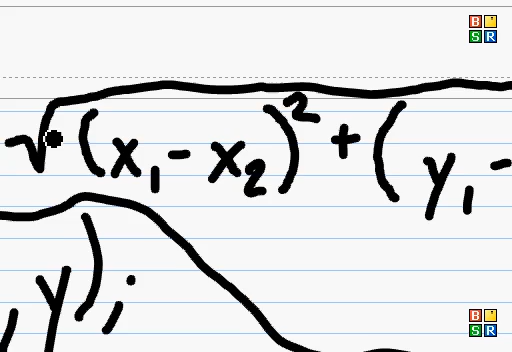 √(x₁ - x₂)² + (y₁ -
, y);
B '
S R
B '
S R